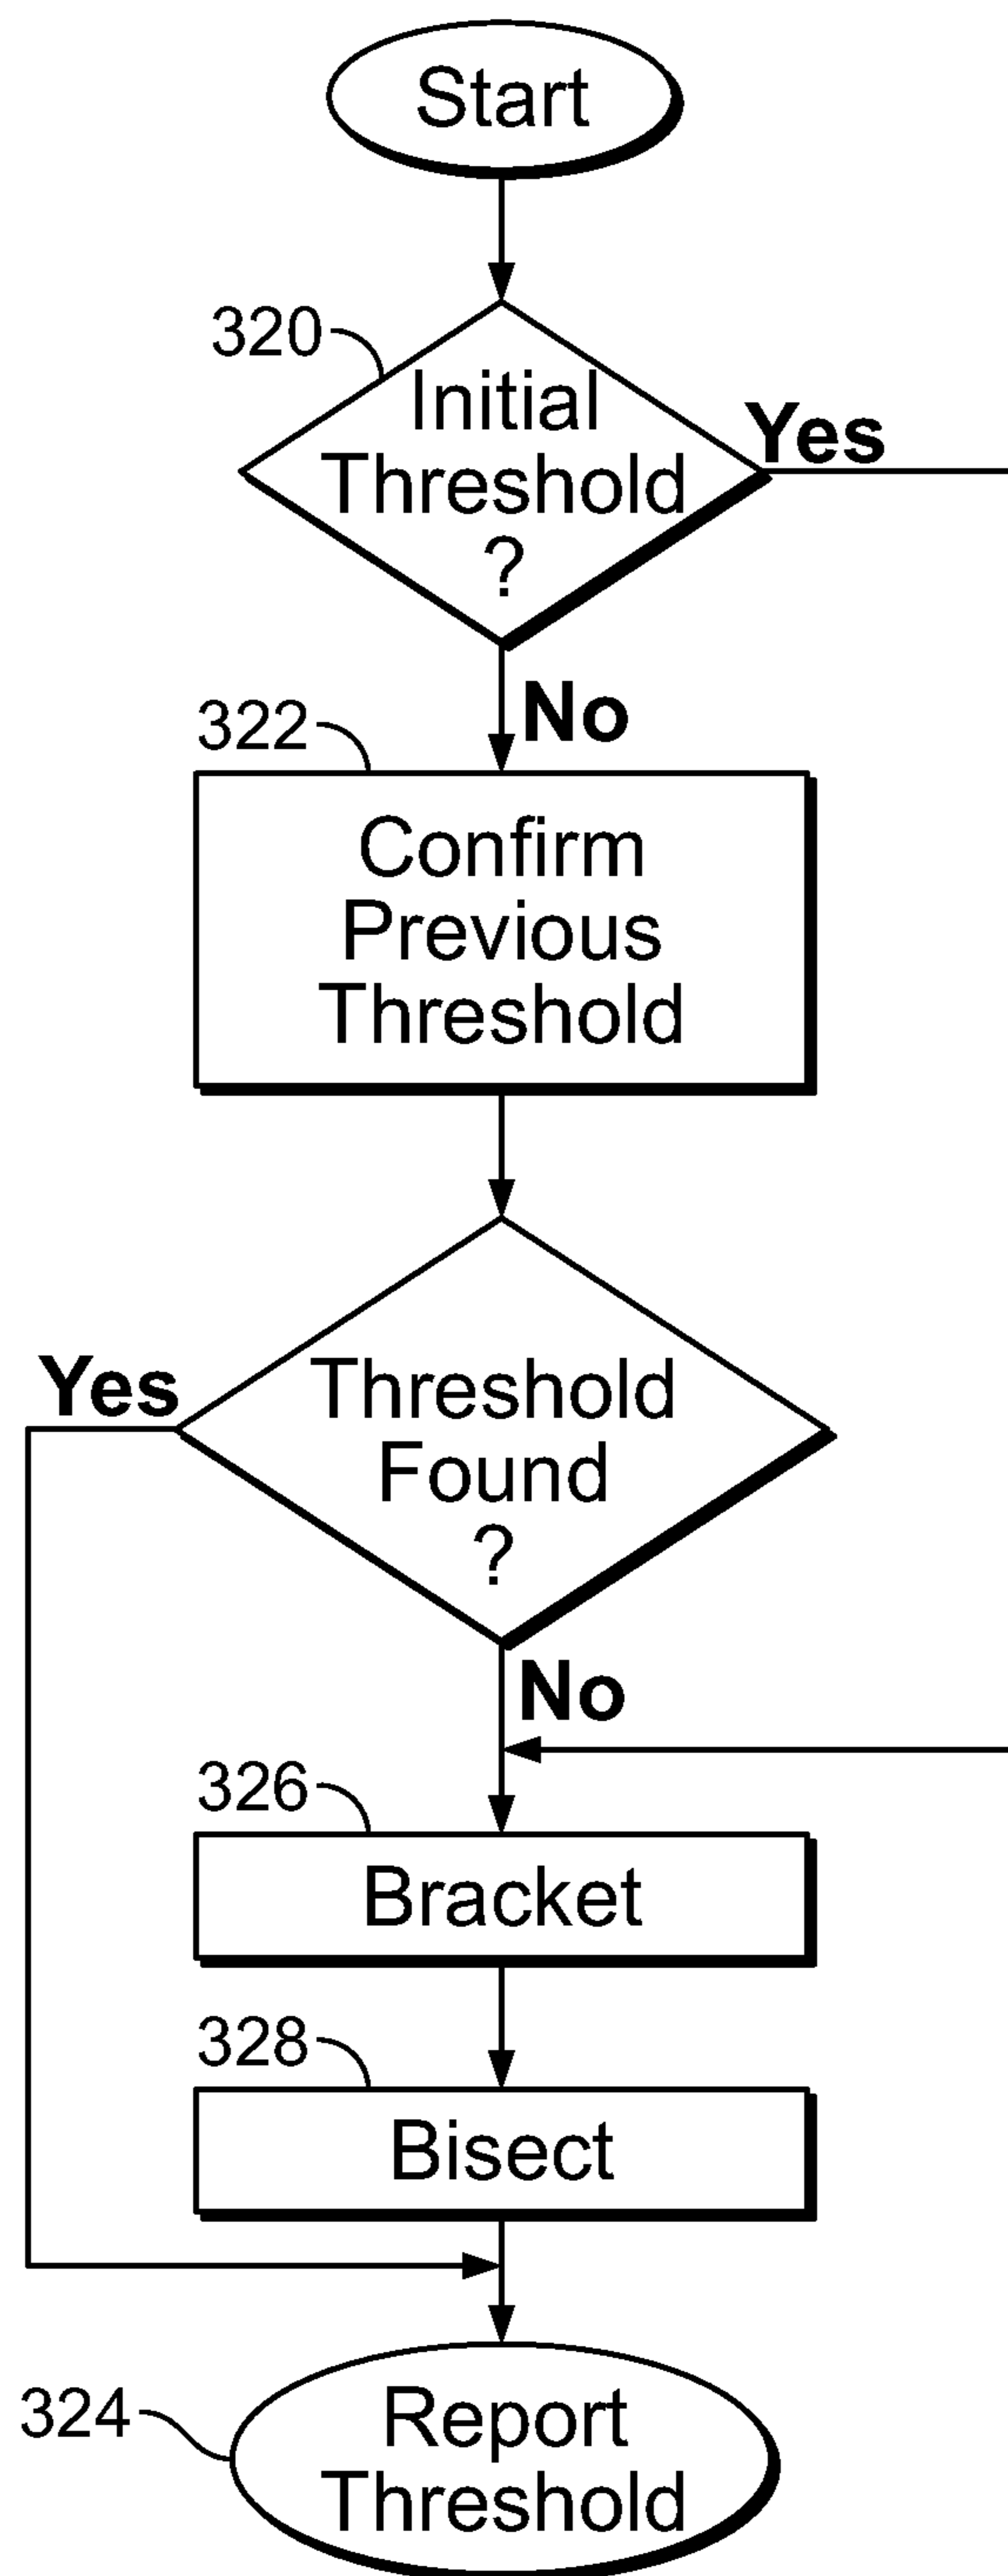 Start
320
Initial
Threshold
?
Yes
No
322
Confirm
Previous
Threshold
Yes
Threshold
Found
?
No
326
Bracket
328
Bisect
324
Report
Threshold